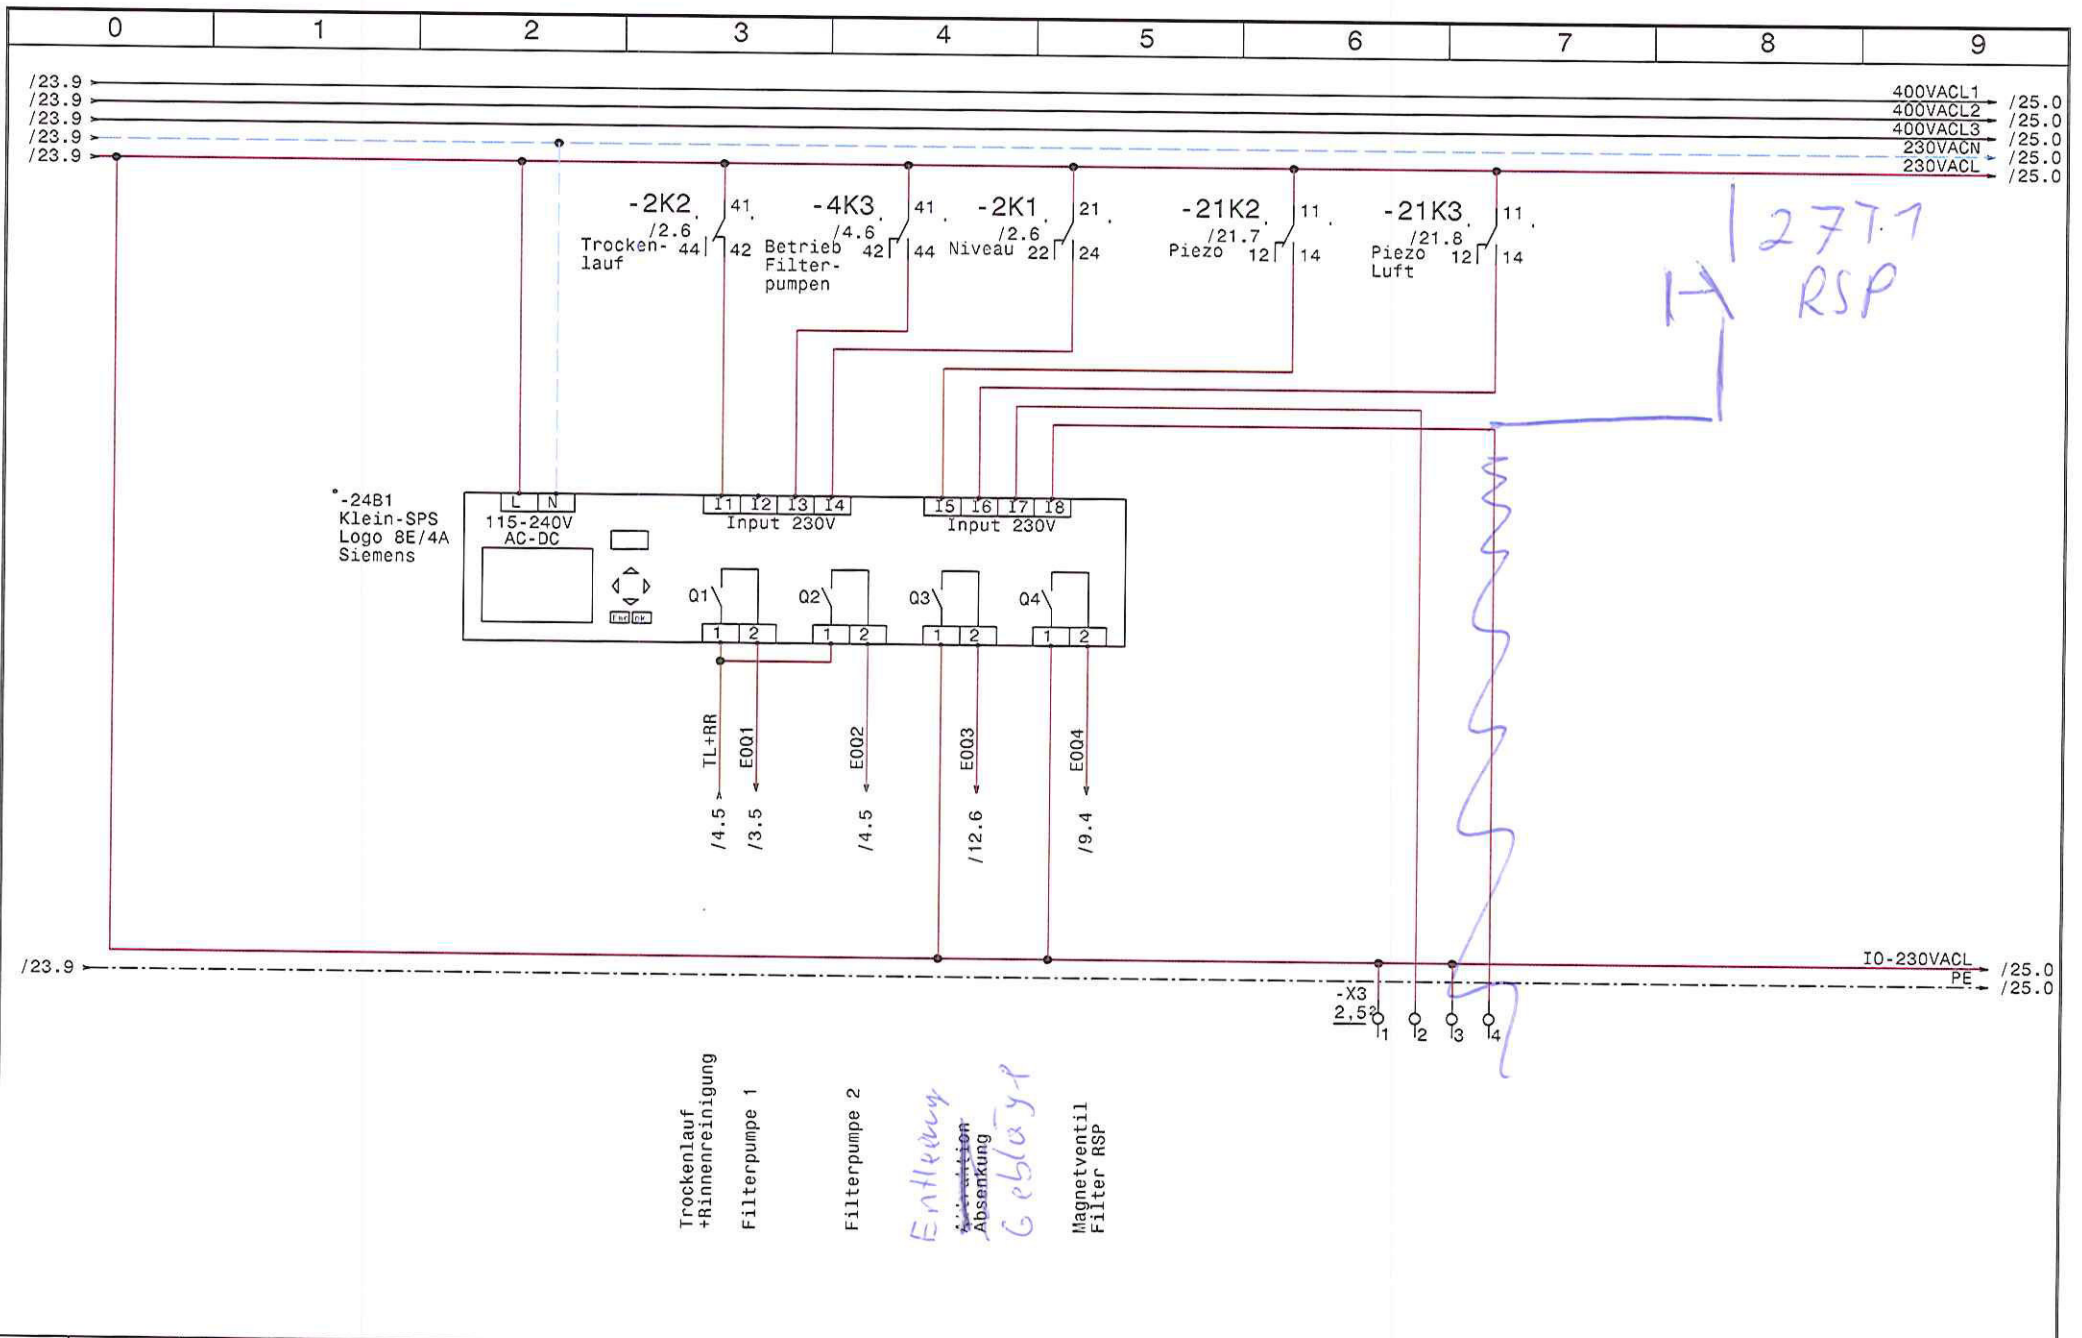 0 1 2 3 4 5 6 7 8 9
/23.9 400VACL1 /25.0
/23.9 400VACL2 /25.0
/23.9 400VACL3 /25.0
/23.9 230VACN /25.0
/23.9 230VACL /25.0
-2K2 41
/2.6
Trocken- 44 42
lauf
-4K3 41
/4.6
Betrieb 42 44
Filter-
pumpen
-2K1 21
/2.6
Niveau 22 24
-21K2 11
/21.7
Piezo 12 14
-21K3 11
/21.8
Piezo 12 14
Luft
27T.1
RSP
-24B1
Klein-SPS
Logo 8E/4A
Siemens
L N
115-240V
AC-DC
I1 I2 I3 I4
Input 230V
I5 I6 I7 I8
Input 230V
Q1 Q2 Q3 Q4
1 2 1 2 1 2 1 2
TL+RR
E0Q1
E0Q2
E0Q3
E0Q4
/4.5
/3.5
/4.5
/12.6
/9.4
/23.9
IO-230VACL /25.0
PE /25.0
-X3
2,5²
1 2 3 4
Trockenlauf
+Rinnenreinigung
Filterpumpe 1
Filterpumpe 2
Entleerung
Absenkung
Magnetventil
Filter RSP